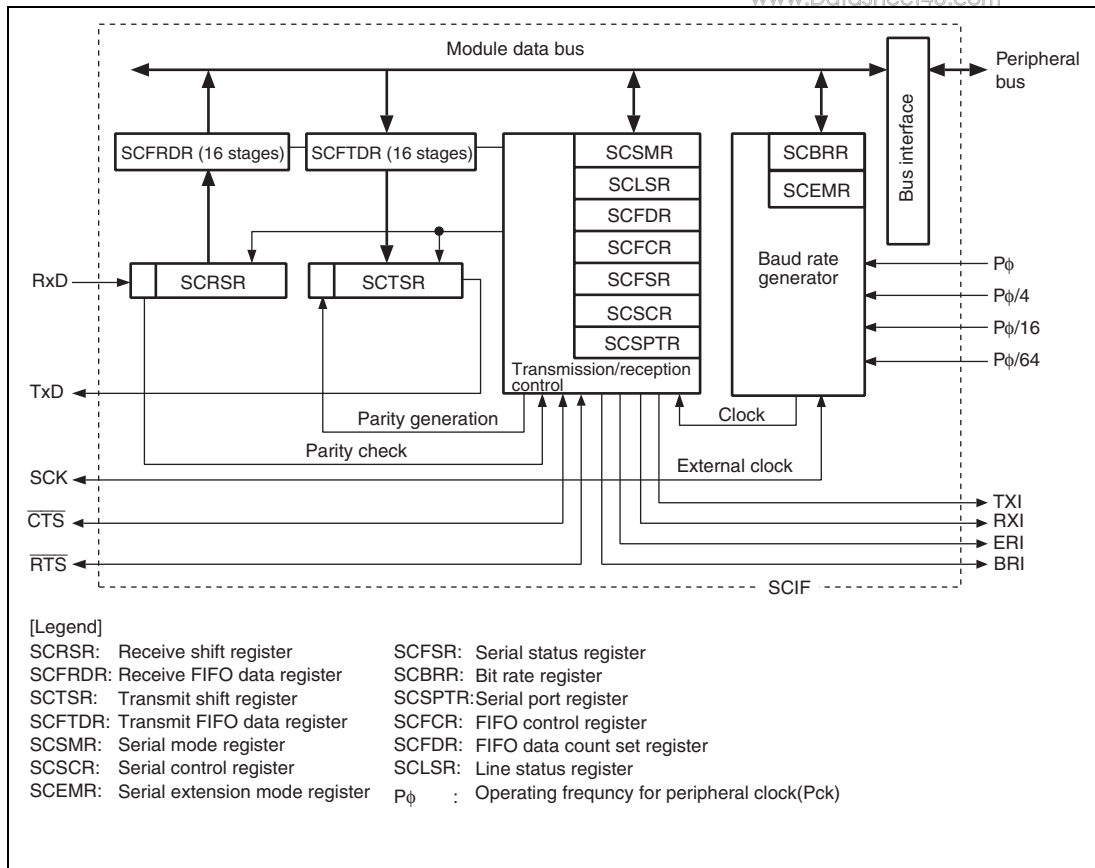 Module data bus
Peripheral
bus
Bus interface
SCFRDR (16 stages)
SCFTDR (16 stages)
SCSMR
SCLSR
SCFDR
SCFCR
SCFSR
SCSCR
SCSPTR
Transmission/reception
control
SCBRR
SCEMR
Baud rate
generator
RxD
SCRSR
SCTSR
Pϕ
Pϕ/4
Pϕ/16
Pϕ/64
TxD
Parity generation
Clock
Parity check
SCK
External clock
CTS
RTS
TXI
RXI
ERI
BRI
SCIF
[Legend]
SCRSR: Receive shift register
SCFRDR: Receive FIFO data register
SCTSR: Transmit shift register
SCFTDR: Transmit FIFO data register
SCSMR: Serial mode register
SCSCR: Serial control register
SCEMR: Serial extension mode register
SCFSR: Serial status register
SCBRR: Bit rate register
SCSPTR:Serial port register
SCFCR: FIFO control register
SCFDR: FIFO data count set register
SCLSR: Line status register
Pϕ : Operating frequncy for peripheral clock(Pck)